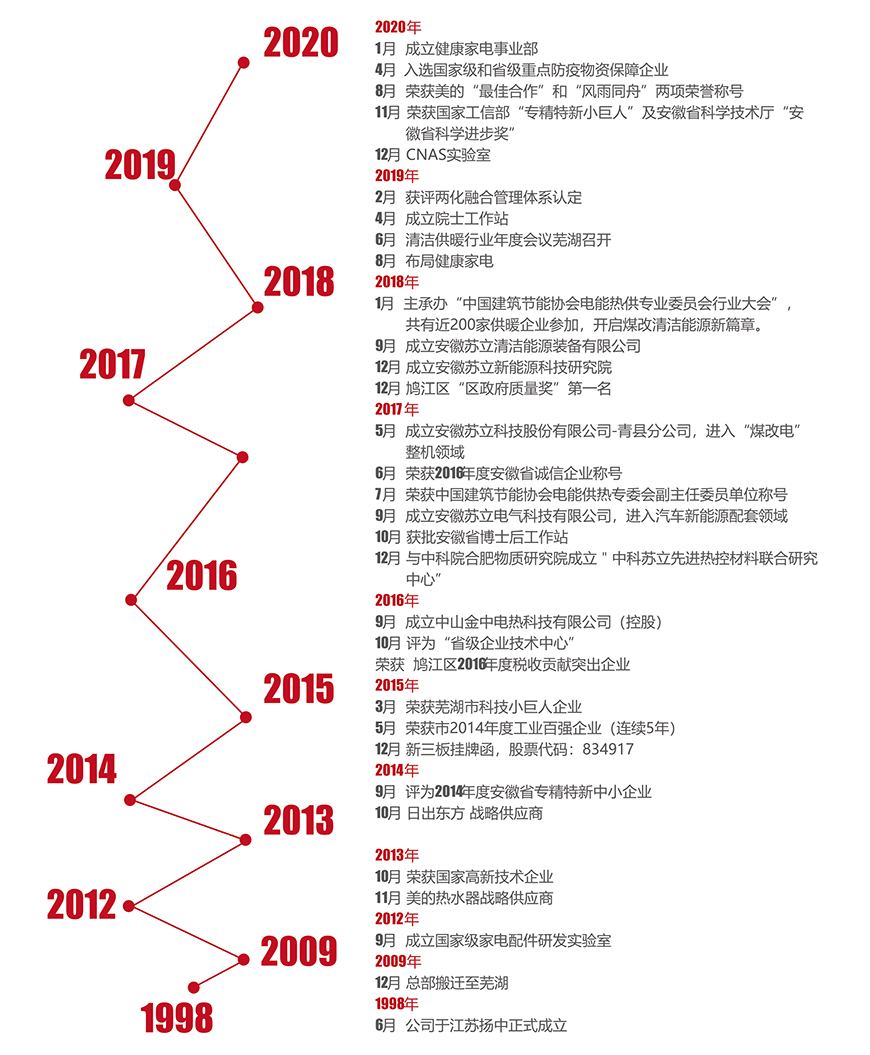 2020
2019
2018
2017
2016
2015
2014
2013
2012
2009
1998
2020年
1月 成立健康家电事业部
4月 入选国家级和省级重点防疫物资保障企业
8月 荣获美的“最佳合作”和“风雨同舟”两项荣誉称号
11月 荣获国家工信部“专精特新小巨人”及安徽省科学技术厅“安
徽省科学进步奖”
12月 CNAS实验室
2019年
2月 获评两化融合管理体系认定
4月 成立院士工作站
6月 清洁供暖行业年度会议芜湖召开
8月 布局健康家电
2018年
1月 主承办“中国建筑节能协会电能热供专业委员会行业大会”，
共有近200家供暖企业参加，开启煤改清洁能源新篇章。
9月 成立安徽苏立清洁能源装备有限公司
12月 成立安徽苏立新能源科技研究院
12月 鸠江区“区政府质量奖”第一名
2017年
5月 成立安徽苏立科技股份有限公司-青县分公司，进入“煤改电”
整机领域
6月 荣获2016年度安徽省诚信企业称号
7月 荣获中国建筑节能协会电能供热专委会副主任委员单位称号
9月 成立安徽苏立电气科技有限公司，进入汽车新能源配套领域
10月 获批安徽省博士后工作站
12月 与中科院合肥物质研究院成立＂中科苏立先进热控材料联合研究
中心”
2016年
9月 成立中山金中电热科技有限公司（控股）
10月 评为“省级企业技术中心”
荣获 鸠江区2016年度税收贡献突出企业
2015年
3月 荣获芜湖市科技小巨人企业
5月 荣获市2014年度工业百强企业（连续5年）
12月 新三板挂牌函，股票代码：834917
2014年
9月 评为2014年度安徽省专精特新中小企业
10月 日出东方 战略供应商
2013年
10月 荣获国家高新技术企业
11月 美的热水器战略供应商
2012年
9月 成立国家级家电配件研发实验室
2009年
12月 总部搬迁至芜湖
1998年
6月 公司于江苏扬中正式成立